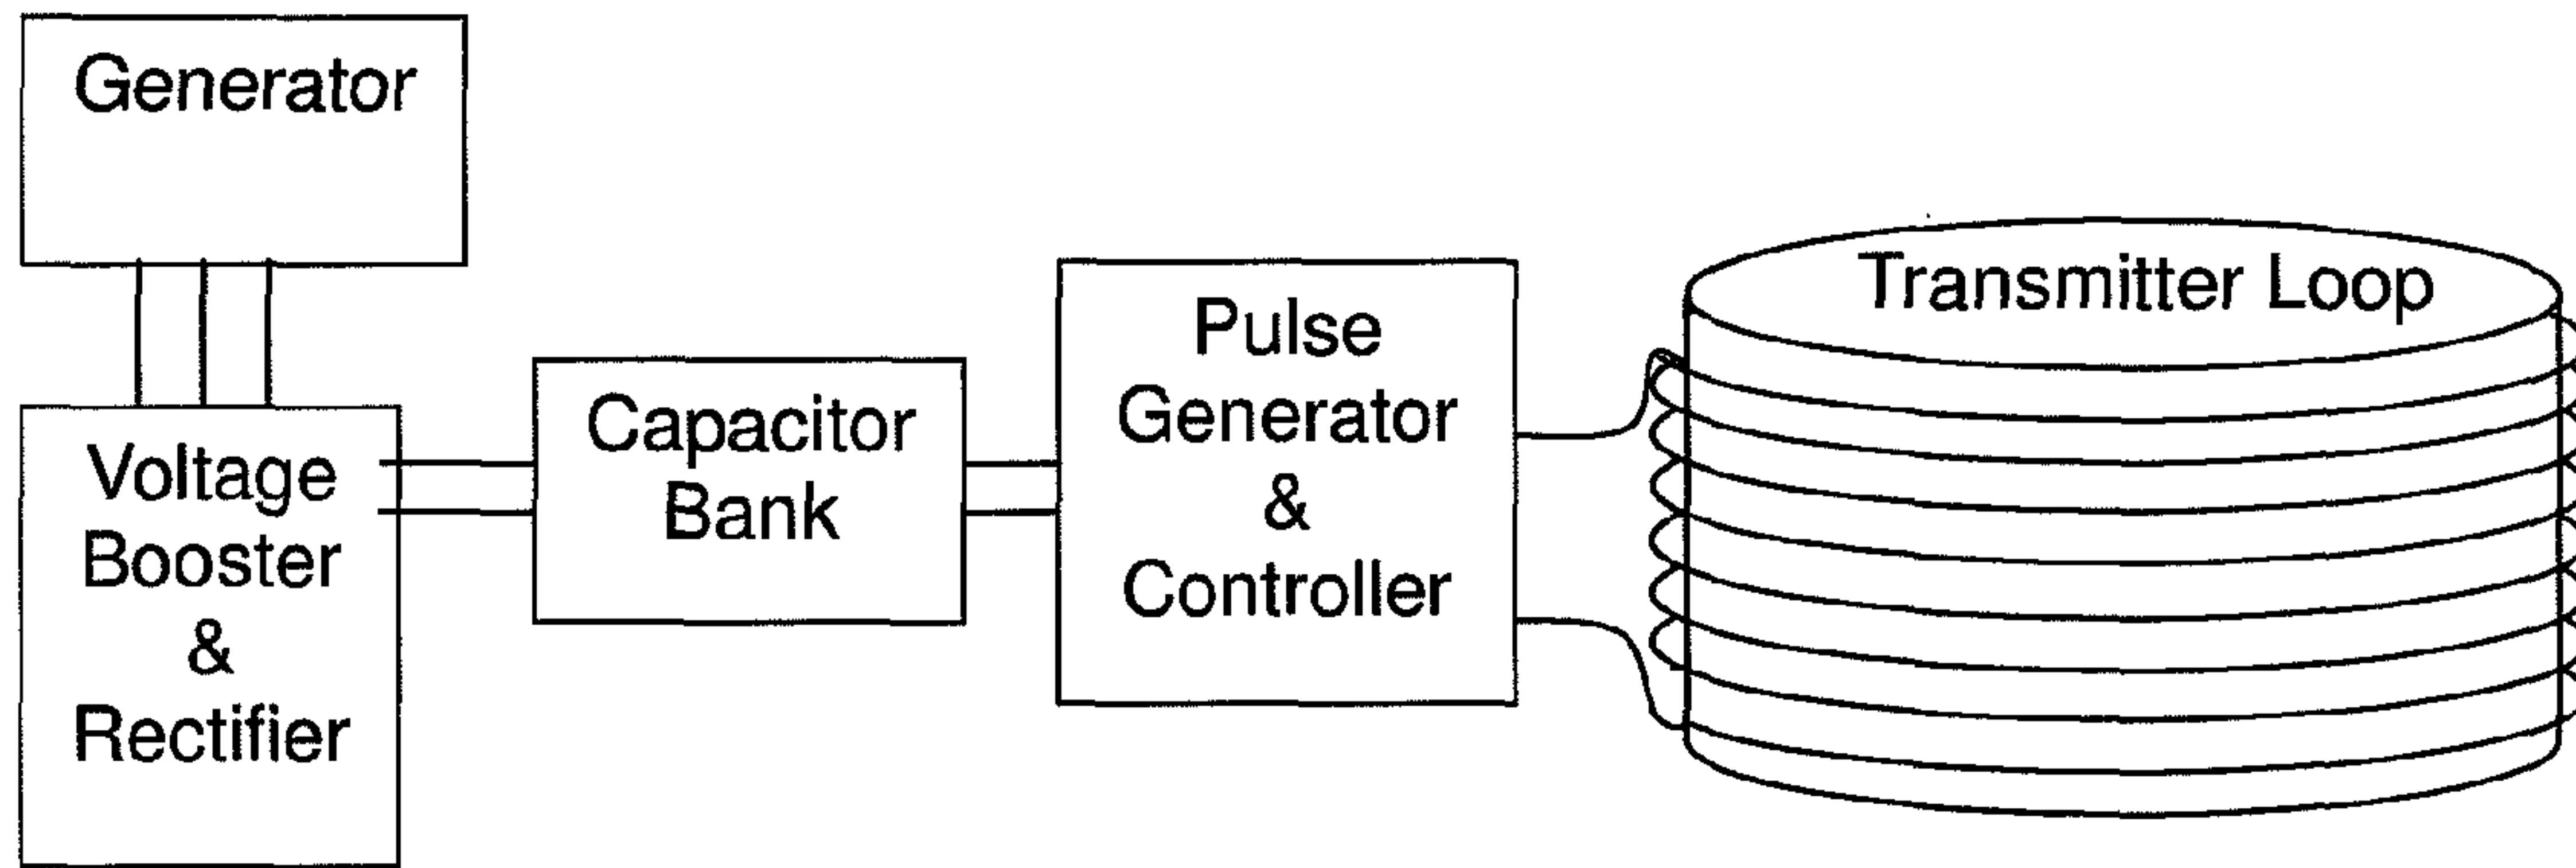 Generator
Voltage
Booster
&
Rectifier
Capacitor
Bank
Pulse
Generator
&
Controller
Transmitter Loop